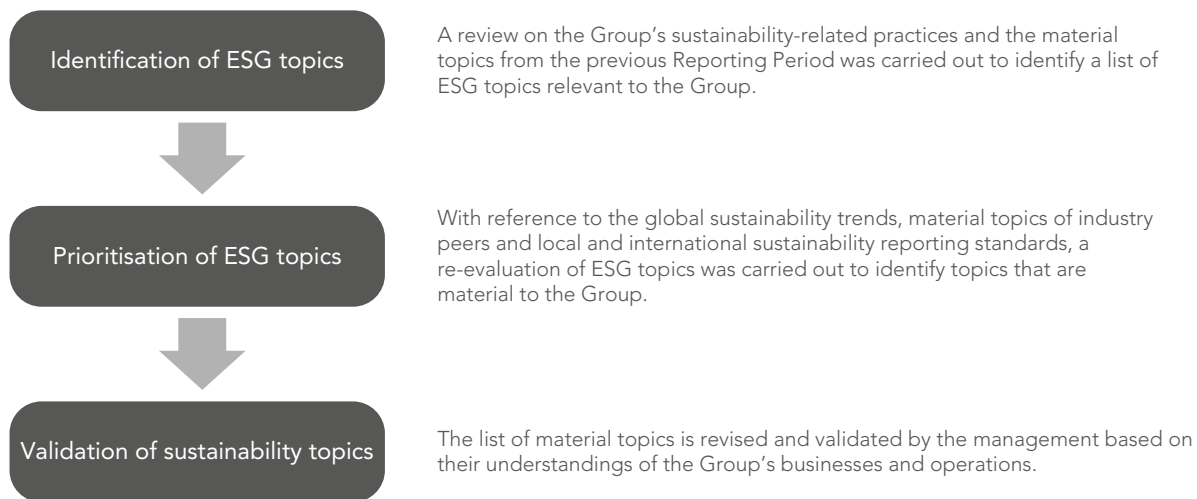 Identification of ESG topics
A review on the Group's sustainability-related practices and the material
topics from the previous Reporting Period was carried out to identify a list of
ESG topics relevant to the Group.
Prioritisation of ESG topics
With reference to the global sustainability trends, material topics of industry
peers and local and international sustainability reporting standards, a
re-evaluation of ESG topics was carried out to identify topics that are
material to the Group.
Validation of sustainability topics
The list of material topics is revised and validated by the management based on
their understandings of the Group's businesses and operations.